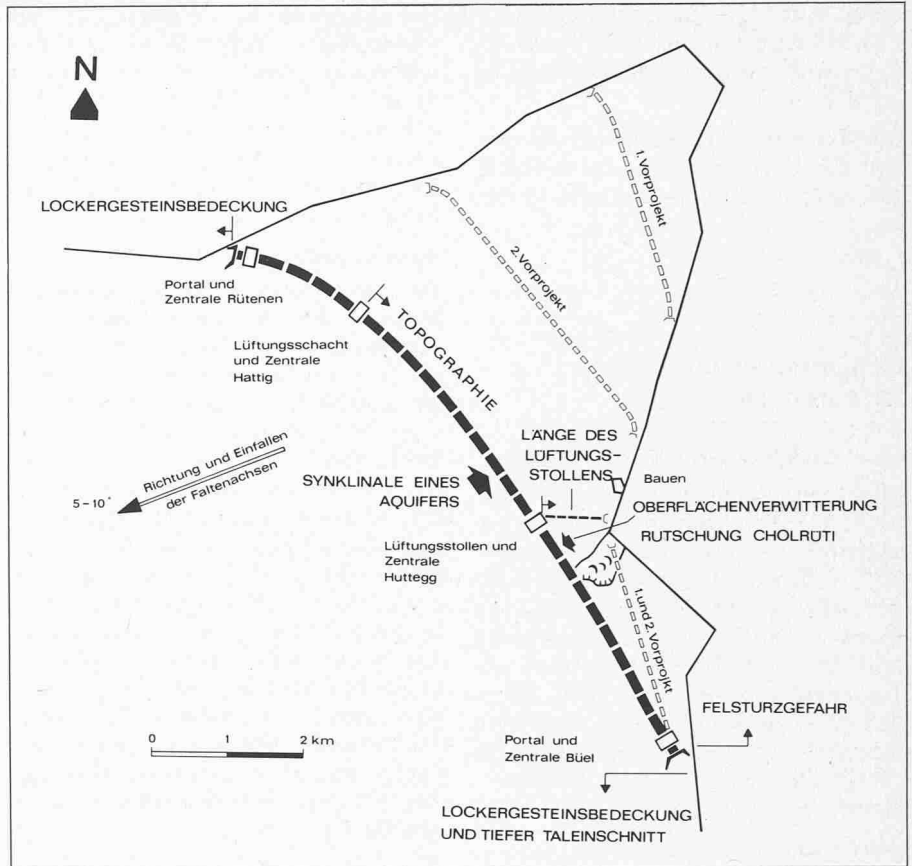 N
LOCKERGESTEINSBEDECKUNG
1. Vorprojekt
2. Vorprojekt
Portal und
Zentrale Rütenen
TOPOGRAPHIE
Lüftungsschacht
und Zentrale
Hattig
LÄNGE DES
LÜFTUNGS-
STOLLENS
Richtung und Einfallen
der Faltenachsen
5–10°
SYNKLINALE EINES
AQUIFERS
Bauen
OBERFLÄCHENVERWITTERUNG
RUTSCHUNG CHOLRÜTI
Lüftungsstollen und
Zentrale
Huttegg
1. und 2. Vorprojkt
FELSTURZGEFAHR
0 1 2 km
Portal und
Zentrale Büel
LOCKERGESTEINSBEDECKUNG
UND TIEFER TALEINSCHNITT